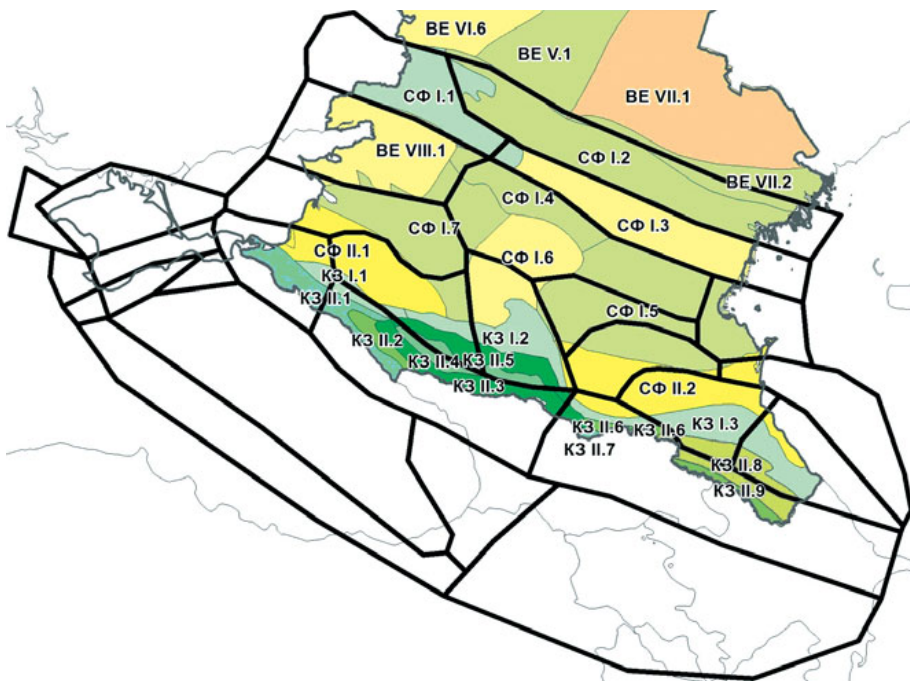 ВЕ VI.6
ВЕ V.1
ВЕ VII.1
СФ I.1
СФ I.2
ВЕ VIII.1
ВЕ VII.2
СФ I.4
СФ I.3
СФ I.7
СФ II.1
СФ I.6
КЗ I.1
КЗ II.1
СФ I.5
КЗ II.2
КЗ I.2
КЗ II.4
КЗ II.5
КЗ II.3
СФ II.2
КЗ II.6
КЗ II.6
КЗ I.3
КЗ II.7
КЗ II.8
КЗ II.9